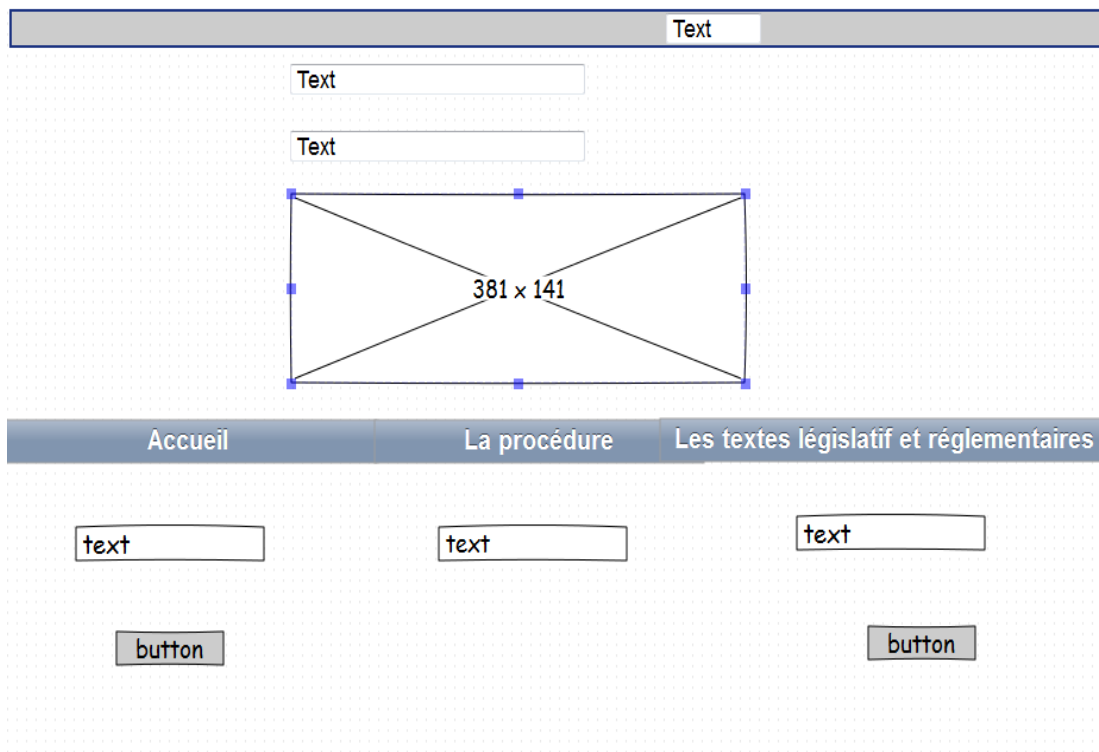 Text
Text
Text
381 x 141
Accueil
La procédure
Les textes législatif et réglementaires
text
text
text
button
button